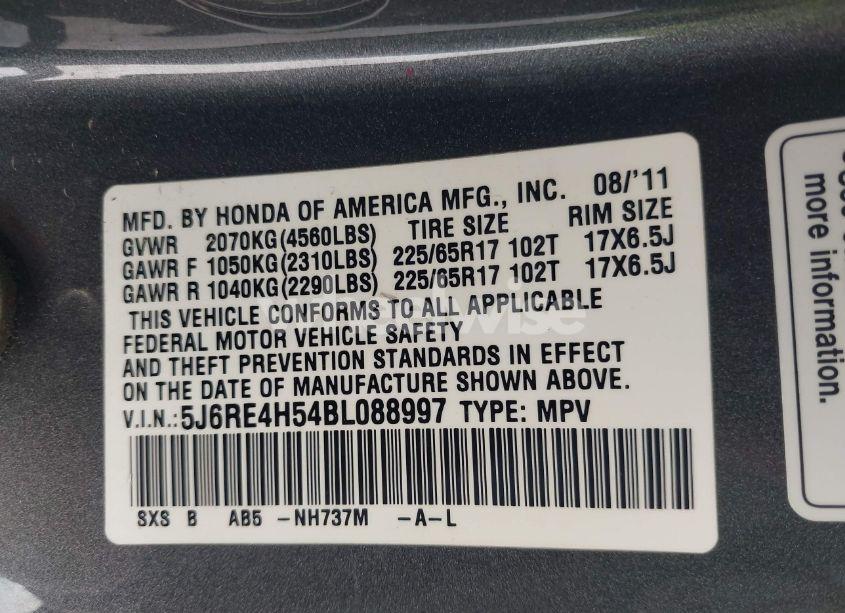 MFD. BY HONDA OF AMERICA MFG., INC. 08/'11
GVWR 2070KG(4560LBS) TIRE SIZE RIM SIZE
GAWR F 1050KG(2310LBS) 225/65R17 102T 17X6.5J
GAWR R 1040KG(2290LBS) 225/65R17 102T 17X6.5J
THIS VEHICLE CONFORMS TO ALL APPLICABLE
FEDERAL MOTOR VEHICLE SAFETY
AND THEFT PREVENTION STANDARDS IN EFFECT
ON THE DATE OF MANUFACTURE SHOWN ABOVE.
V.I.N.: 5J6RE4H54BL088997 TYPE: MPV
SXS B AB5 -NH737M -A-L
more information.